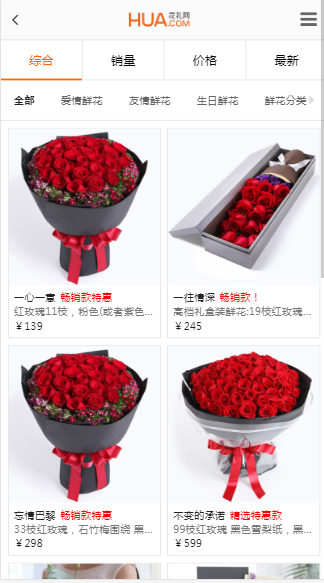 HUA 花礼网
.COM
综合 销量 价格 最新
全部 爱情鲜花 友情鲜花 生日鲜花 鲜花分类
一心一意 畅销款特惠
红玫瑰11枝，粉色(或者紫色...
￥139
一往情深 畅销款！
高档礼盒装鲜花:19枝红玫瑰...
￥245
忘情巴黎 畅销款特惠
33枝红玫瑰，石竹梅围绕 黑...
￥298
不变的承诺 精选特惠款
99枝红玫瑰 黑色雪梨纸，黑...
￥599